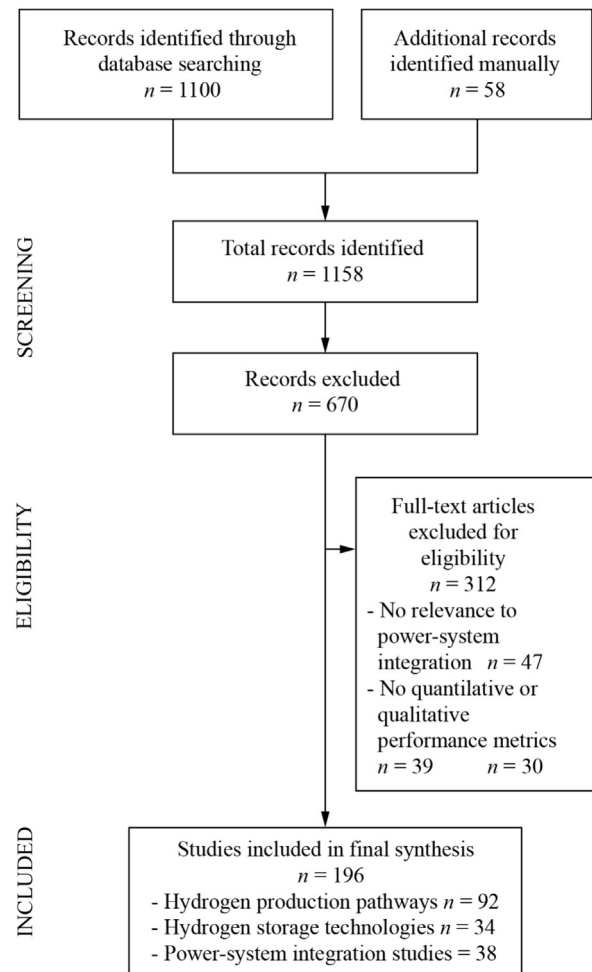 Records identified through
database searching
n = 1100
Additional records
identified manually
n = 58
SCREENING
Total records identified
n = 1158
Records excluded
n = 670
ELIGIBILITY
Full-text articles
excluded for
eligibility
n = 312
- No relevance to
power-system
integration n = 47
- No quantilative or
qualitative
performance metrics
n = 39 n = 30
INCLUDED
Studies included in final synthesis
n = 196
- Hydrogen production pathways n = 92
- Hydrogen storage technologies n = 34
- Power-system integration studies = 38